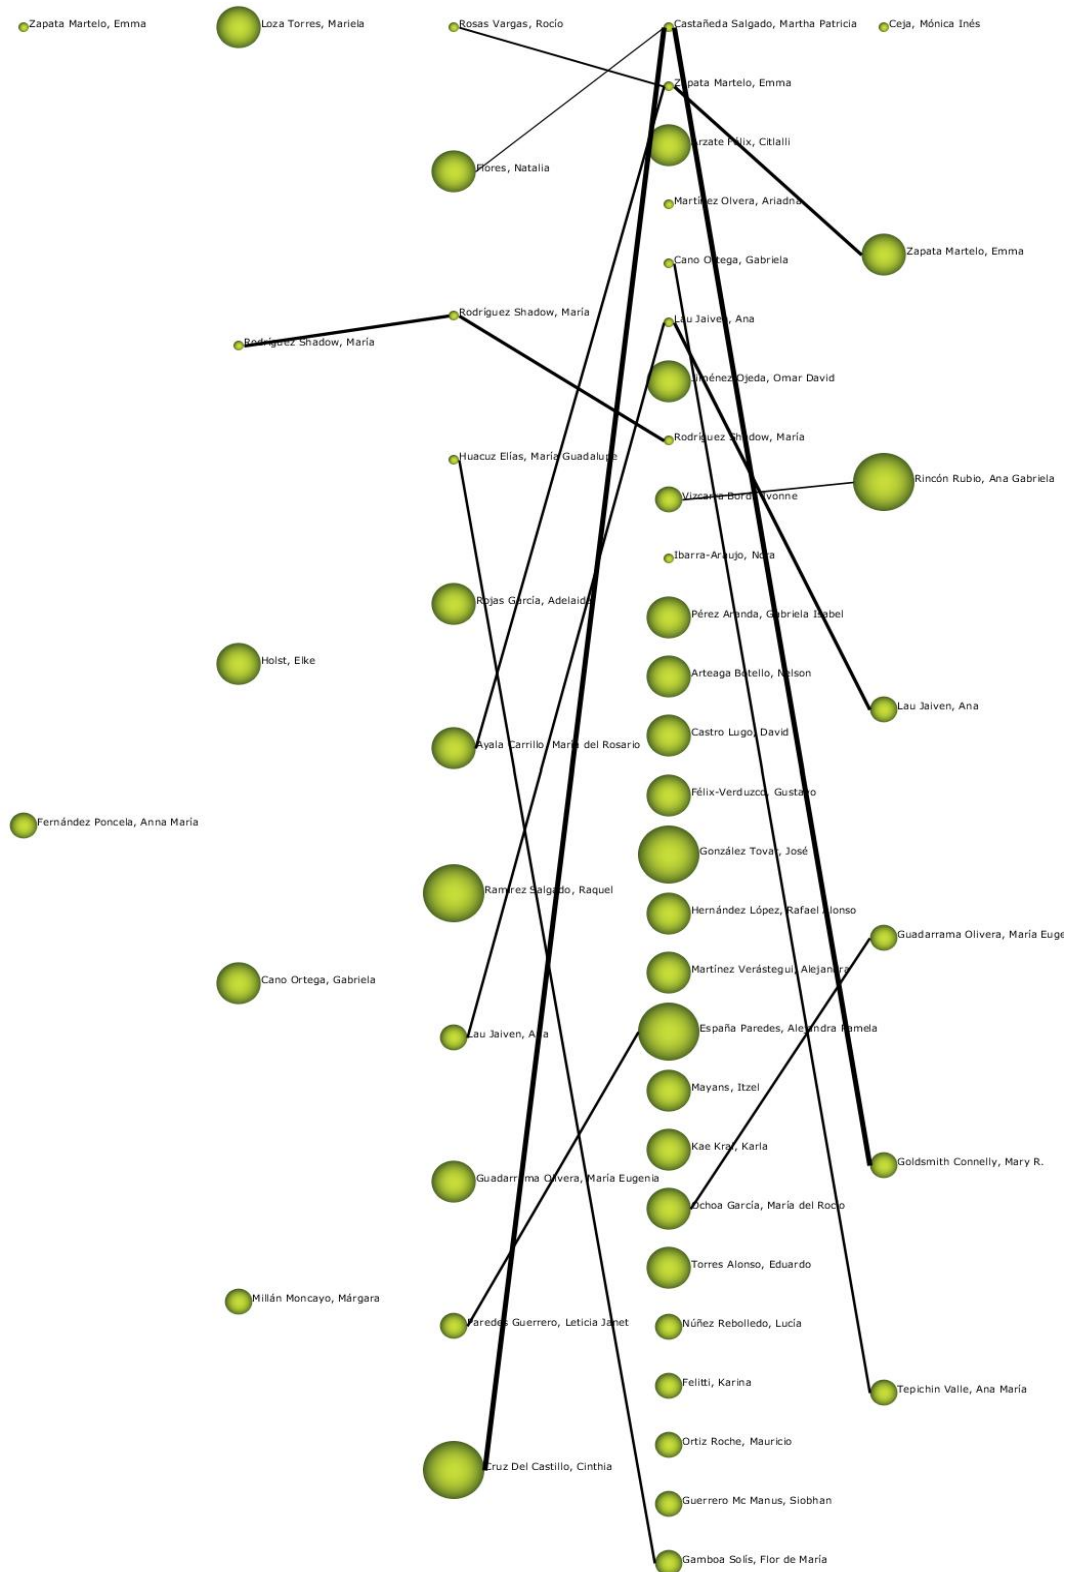 Zapata Martelo, Emma
Loza Torres, Mariela
Rosas Vargas, Rocío
Castañeda Salgado, Martha Patricia
Ceja, Mónica Inés
Zapata Martelo, Emma
Arzate Félix, Citlalli
Flores, Natalia
Martínez Olvera, Ariadna
Zapata Martelo, Emma
Cano Ortega, Gabriela
Rodríguez Shadow, María
Lau Jaiven, Ana
Rodríguez Shadow, María
Jiménez Ojeda, Omar David
Rodríguez Shadow, María
Huacuz Elías, María Guadalupe
Rincón Rubio, Ana Gabriela
Vizcarra Bordi, Ivonne
Ibarra-Araujo, Nora
Rojas García, Adelaida
Pérez Aranda, Gabriela Isabel
Holst, Elke
Arteaga Botello, Nelson
Lau Jaiven, Ana
Castro Lugo, David
Ayala Carrillo, María del Rosario
Félix-Verduzco, Gustavo
Fernández Poncela, Anna María
González Tovar, José
Ramírez Salgado, Raquel
Hernández López, Rafael Alonso
Guadarrama Olivera, María Euge
Martínez Verástegui, Alejandra
Cano Ortega, Gabriela
España Paredes, Alejandra Pamela
Lau Jaiven, Ana
Mayans, Itzel
Kae Kral, Karla
Goldsmith Connelly, Mary R.
Guadarrama Olivera, María Eugenia
Ochoa García, María del Rocío
Torres Alonso, Eduardo
Millán Moncayo, Márgara
Paredes Guerrero, Leticia Janet
Núñez Rebolledo, Lucía
Felitti, Karina
Tepichin Valle, Ana María
Ortiz Roche, Mauricio
Cruz Del Castillo, Cinthia
Guerrero Mc Manus, Siobhan
Gamboa Solís, Flor de María